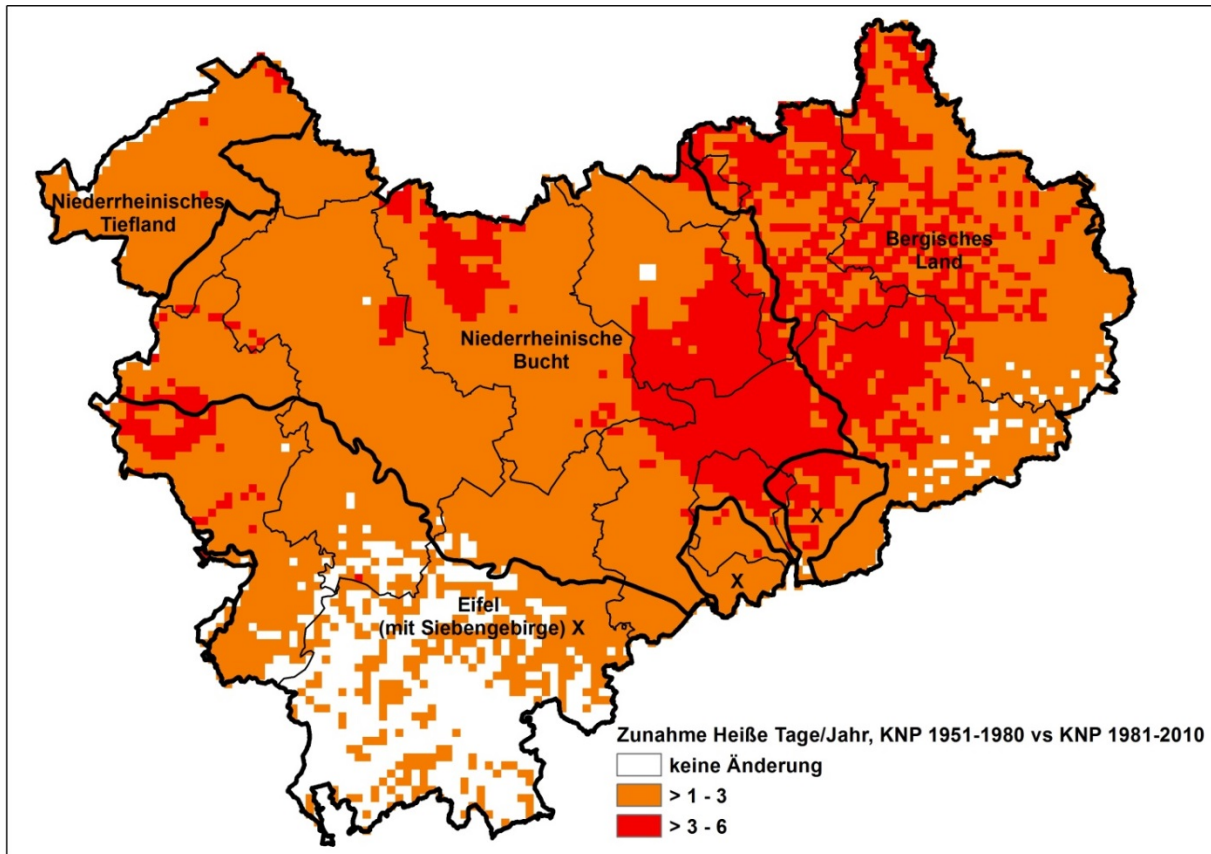 Niederrheinisches
Tiefland
Bergisches
Land
Niederrheinische
Bucht
X
X
Eifel
(mit Siebengebirge) X
Zunahme Heiße Tage/Jahr, KNP 1951-1980 vs KNP 1981-2010
keine Änderung
> 1 - 3
> 3 - 6